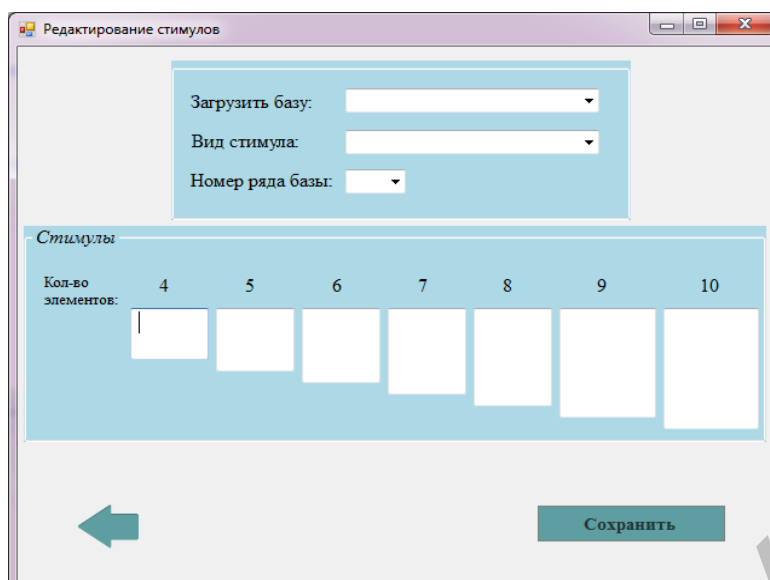 Редактирование стимулов
Загрузить базу:
Вид стимула:
Номер ряда базы:
Стимулы
Кол-во элементов:
4 5 6 7 8 9 10
Сохранить